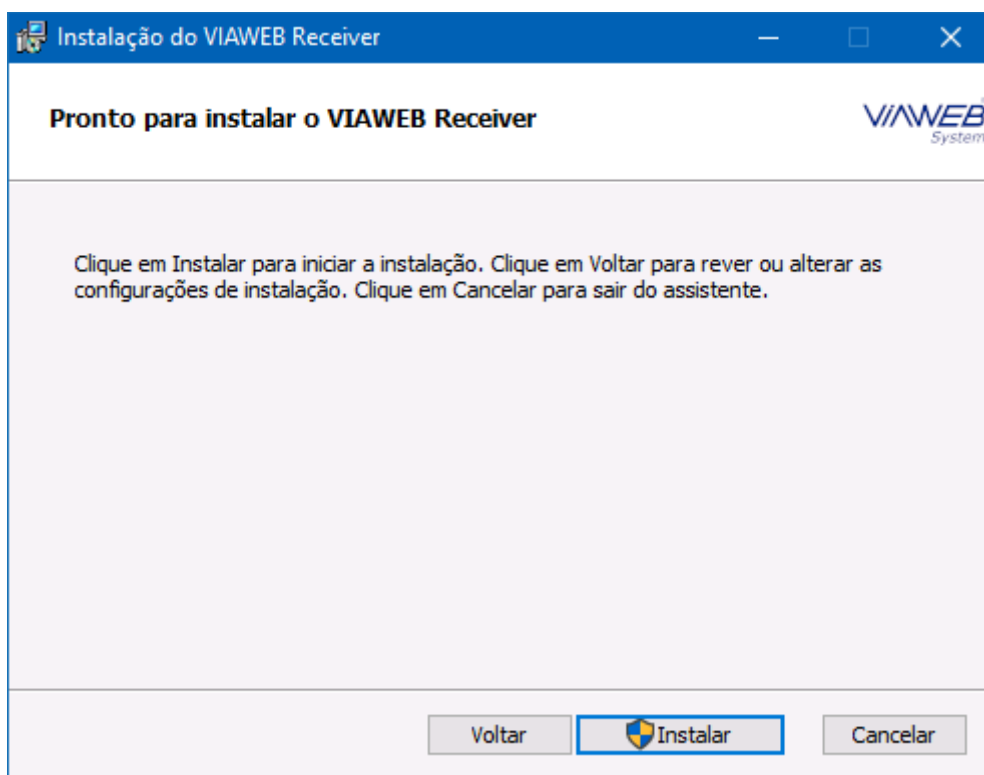 Instalação do VIAWEB Receiver
Pronto para instalar o VIAWEB Receiver
ViAWEB
System
Clique em Instalar para iniciar a instalação. Clique em Voltar para rever ou alterar as
configurações de instalação. Clique em Cancelar para sair do assistente.
Voltar
Instalar
Cancelar